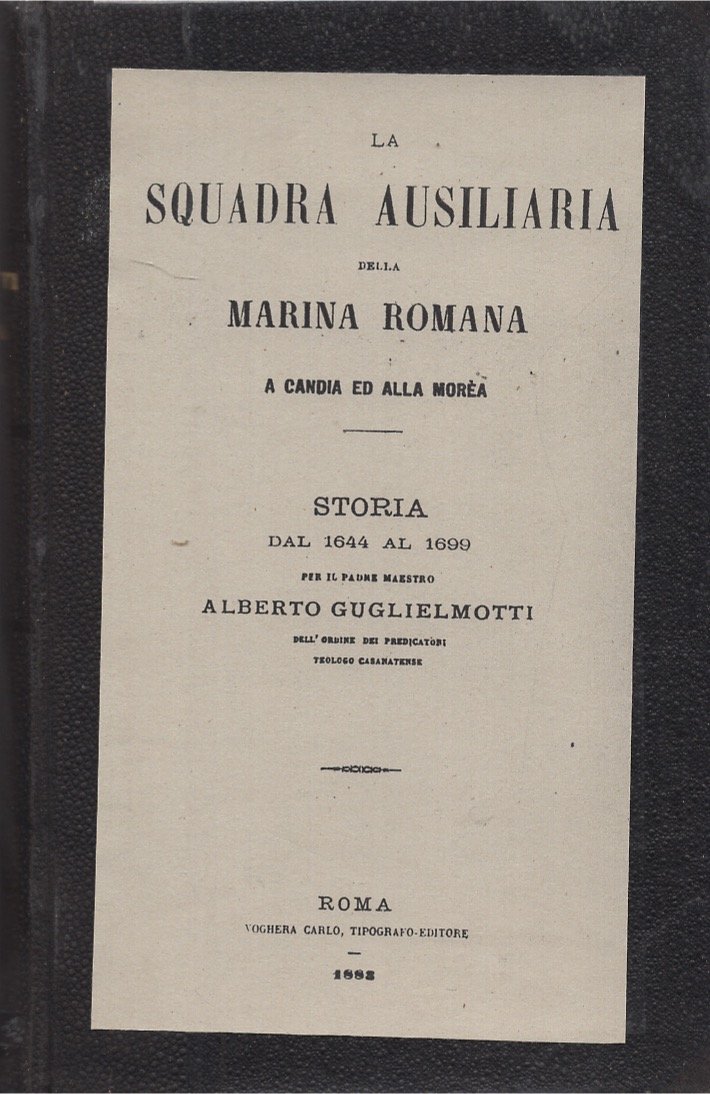 LA
SQUADRA AUSILIARIA
DELLA
MARINA ROMANA
A CANDIA ED ALLA MORÈA
STORIA
DAL 1644 AL 1699
PER IL PADRE MAESTRO
ALBERTO GUGLIELMOTTI
DELL' ORDINE DEI PREDICATORI
TEOLOGO CASANATENSE
ROMA
VOGHERA CARLO, TIPOGRAFO-EDITORE
1883